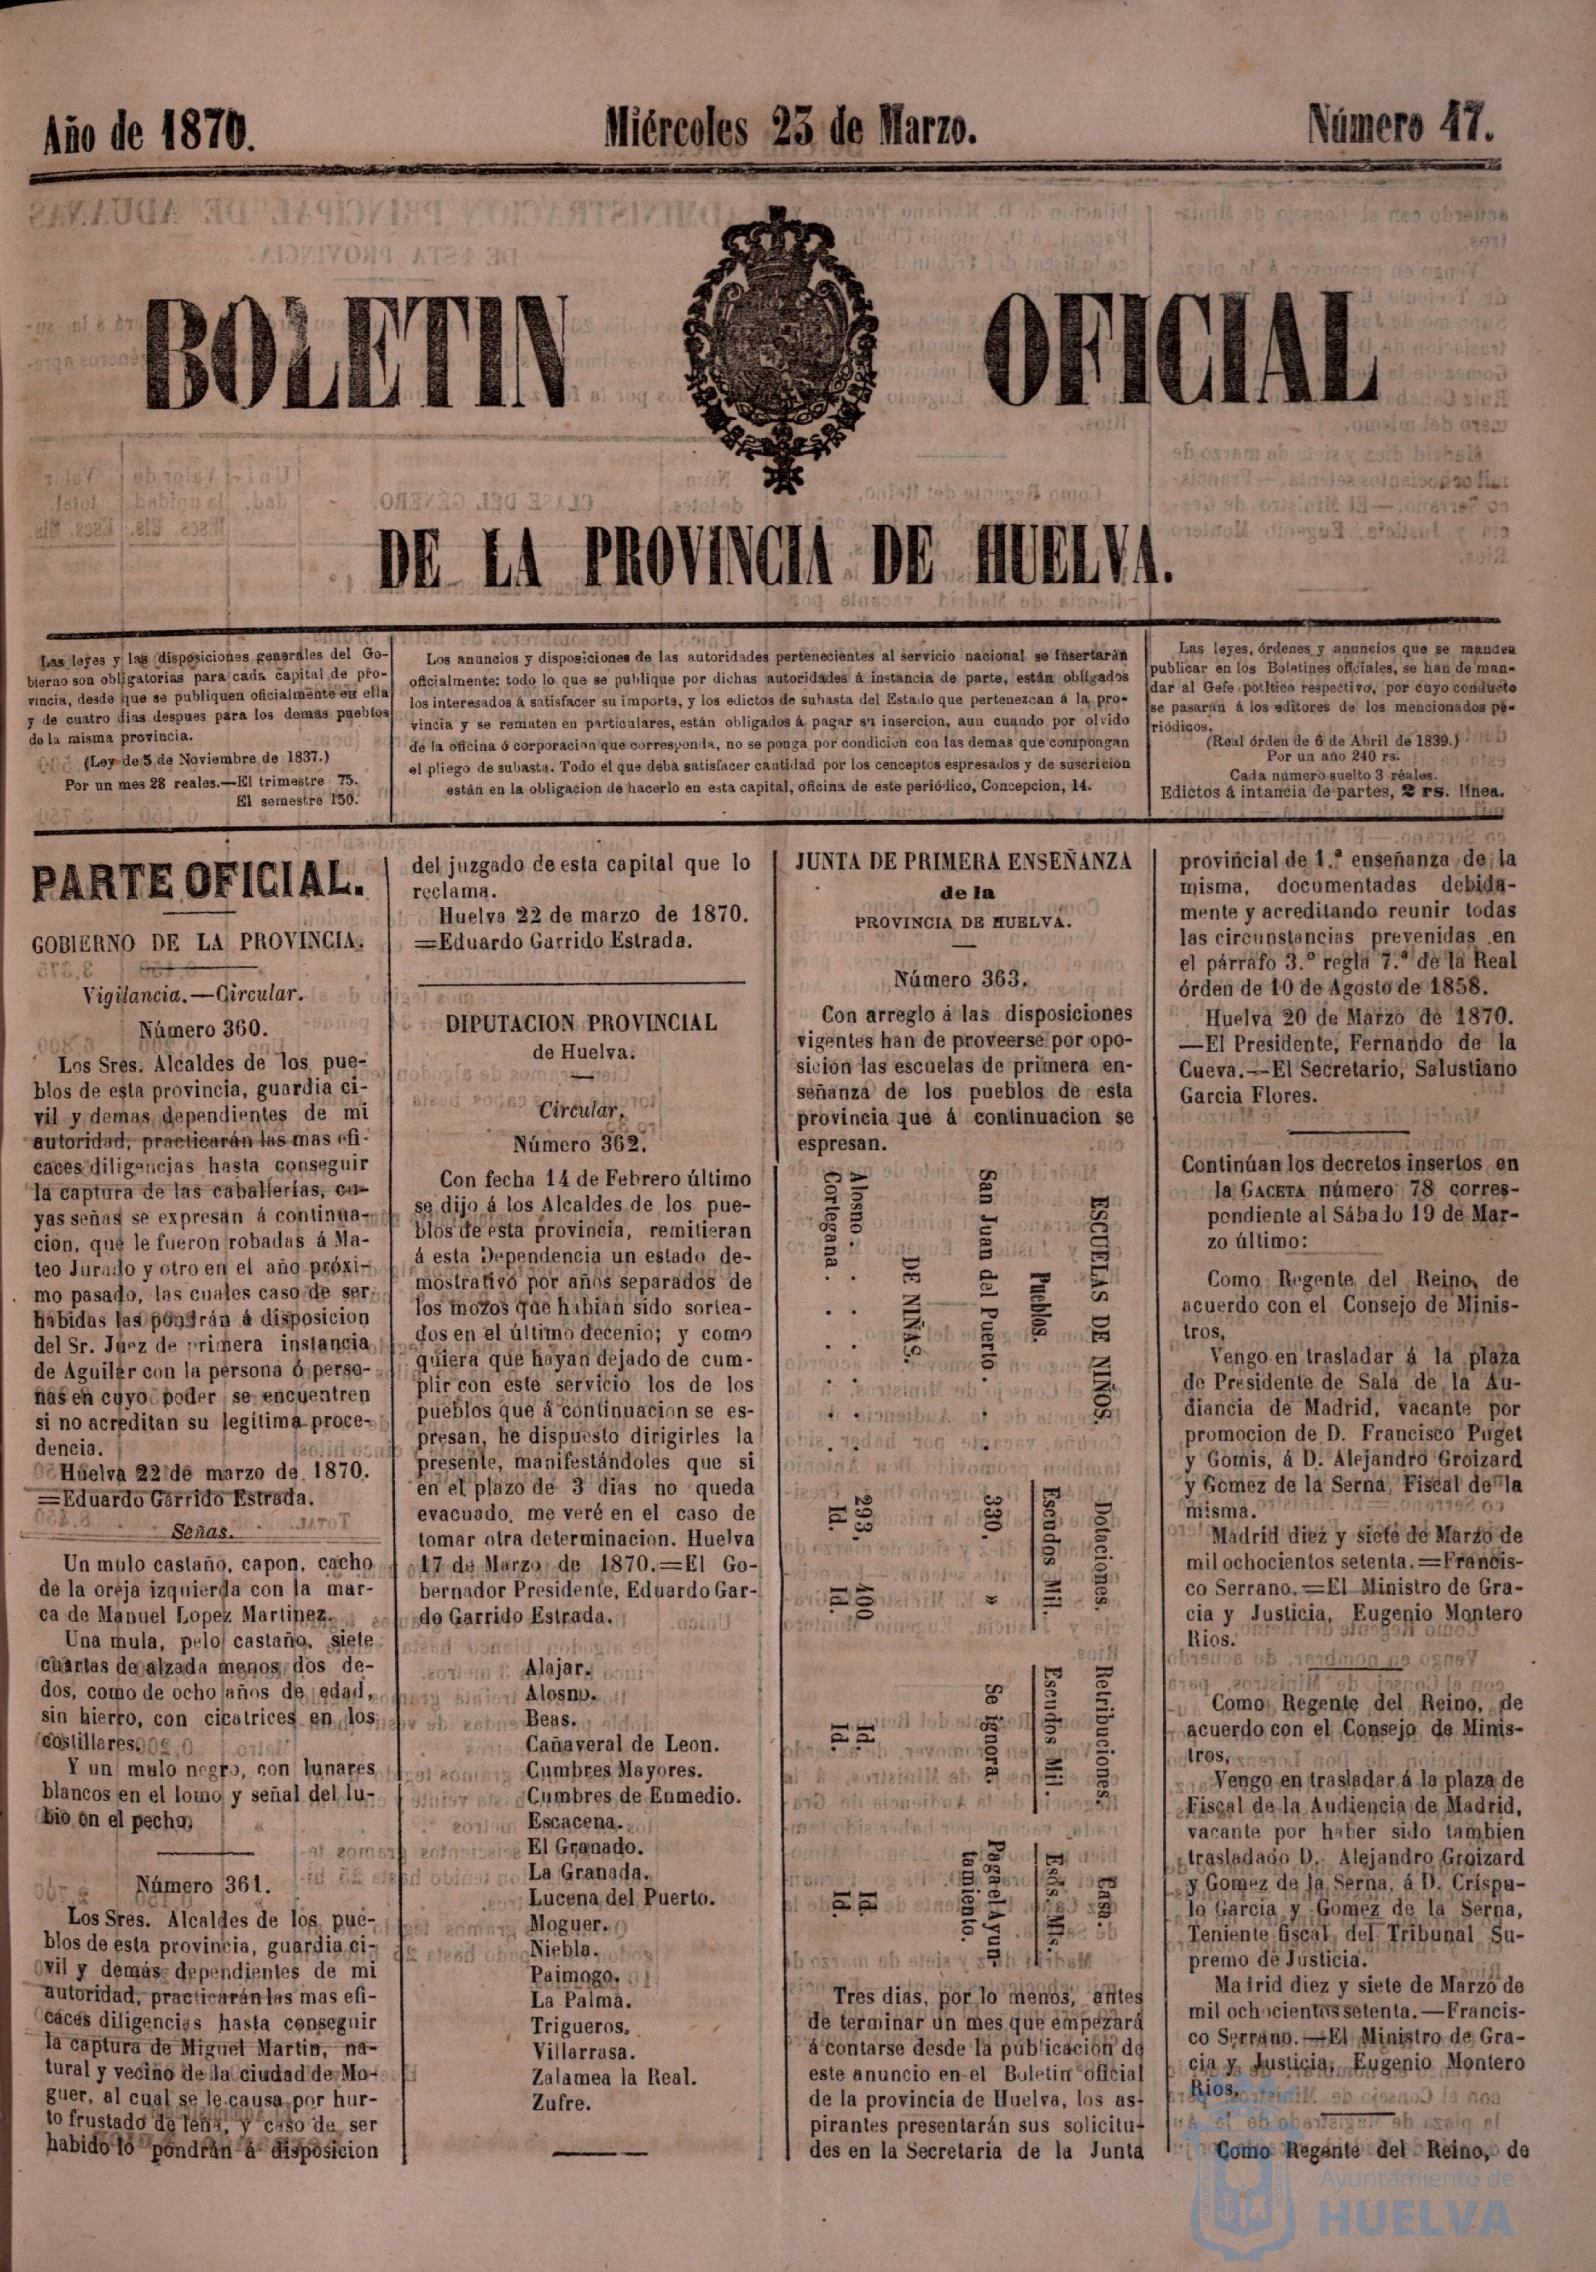 Año de 1870.
Miércoles 23 de Marzo.
Número 47.
BOLETIN OFICIAL
DE LA PROVINCIA DE HUELVA.
Las leyes y las disposiciones generales del Go-
bierno son obligatorias para cada capital de pro-
vincia, desde que se publiquen oficialmente en ella
y de cuatro dias despues para los demas pueblos
de la misma provincia.
(Ley de 5 de Noviembre de 1837.)
Por un mes 28 reales.—El trimestre 75.
El semestre 150.
Los anuncios y disposiciones de las autoridades pertenecientes al servicio nacional se insertarán
oficialmente: todo lo que se publique por dichas autoridades á instancia de parte, están obligados
los interesados á satisfacer su importe, y los edictos de subasta del Estado que pertenezcan á la pro-
vincia y se rematen en particulares, están obligados á pagar su insercion, aun cuando por olvido
de la oficina ó corporacion que corresponda, no se ponga por condicion con las demas que compongan
el pliego de subasta. Todo el que deba satisfacer cantidad por los cenceptos espresados y de suscricion
están en la obligacion de hacerlo en esta capital, oficina de este periódico, Concepcion, 14.
Las leyes, órdenes y anuncios que se manden
publicar en los Boletines oficiales, se han de man-
dar al Gefe político respectivo, por cuyo conducto
se pasarán á los editores de los mencionados pe-
riódicos.
(Real órden de 6 de Abril de 1839.)
Por un año 240 rs.
Cada número suelto 3 reales.
Edictos á intancia de partes, 2 rs. línea.
PARTE OFICIAL.
GOBIERNO DE LA PROVINCIA.
Vigilancia.—Circular.
Número 360.
Los Sres. Alcaldes de los pue-
blos de esta provincia, guardia ci-
vil y demas dependientes de mi
autoridad, practicarán las mas efi-
caces diligencias hasta conseguir
la captura de las caballerías, cu-
yas señas se expresan á continua-
cion, que le fueron robadas á Ma-
teo Jurado y otro en el año próxi-
mo pasado, las cuales caso de ser
habidas las pondrán á disposicion
del Sr. Juez de primera instancia
de Aguilar con la persona ó perso-
nas en cuyo poder se encuentren
si no acreditan su legítima proce-
dencia.
Huelva 22 de marzo de 1870.
=Eduardo Garrido Estrada.
Señas.
Un mulo castaño, capon, cacho
de la oreja izquierda con la mar-
ca de Manuel Lopez Martinez.
Una mula, pelo castaño, siete
cuartas de alzada menos dos de-
dos, como de ocho años de edad,
sin hierro, con cicatrices en los
costillares.
Y un mulo negro, con lunares
blancos en el lomo y señal del lu-
bio en el pecho.
Número 361.
Los Sres. Alcaldes de los pue-
blos de esta provincia, guardia ci-
vil y demás dependientes de mi
autoridad, practicarán las mas efi-
caces diligencias hasta conseguir
la captura de Miguel Martin, na-
tural y vecino de la ciudad de Mo-
guer, al cual se le causa por hur-
to frustado de leña, y caso de ser
habido lo pondrán á disposicion
del juzgado de esta capital que lo
reclama.
Huelva 22 de marzo de 1870.
=Eduardo Garrido Estrada.
DIPUTACION PROVINCIAL
de Huelva.
Circular.
Número 362.
Con fecha 14 de Febrero último
se dijo á los Alcaldes de los pue-
blos de esta provincia, remitieran
á esta Dependencia un estado de-
mostrativo por años separados de
los mozos que habian sido sortea-
dos en el último decenio; y como
quiera que hayan dejado de cum-
plir con este servicio los de los
pueblos que á continuacion se es-
presan, he dispuesto dirigirles la
presente, manifestándoles que si
en el plazo de 3 dias no queda
evacuado, me veré en el caso de
tomar otra determinacion. Huelva
17 de Marzo de 1870.=El Go-
bernador Presidente, Eduardo Gar-
do Garrido Estrada.
Alajar.
Alosno.
Beas.
Cañaveral de Leon.
Cumbres Mayores.
Cumbres de Enmedio.
Escacena.
El Granado.
La Granada.
Lucena del Puerto.
Moguer.
Niebla.
Paimogo.
La Palma.
Trigueros.
Villarrasa.
Zalamea la Real.
Zufre.
JUNTA DE PRIMERA ENSEÑANZA
de la
PROVINCIA DE HUELVA.
Número 363.
Con arreglo á las disposiciones
vigentes han de proveerse por opo-
sicion las escuelas de primera en-
señanza de los pueblos de esta
provincia que á continuacion se
espresan.
ESCUELAS DE NIÑOS. Dotaciones. Retribuciones. Casa.
Pueblos. Escudos Mil. Escudos Mil. Escs. Mls.
San Juan del Puerto. . . 330. » Se ignora. Paga el Ayun-
tamiento.
DE NIÑAS.
Alosno . . . . . . 293, 400 Id. Id.
Cortegana . . . . . Id. Id. Id. Id.
Tres dias, por lo menos, antes
de terminar un mes que empezará
á contarse desde la publicacion de
este anuncio en el Boletin oficial
de la provincia de Huelva, los as-
pirantes presentarán sus solicitu-
des en la Secretaria de la Junta
provincial de 1.ª enseñanza de la
misma, documentadas debida-
mente y acreditando reunir todas
las circunstancias prevenidas en
el párrafo 3.º regla 7.ª de la Real
órden de 10 de Agosto de 1858.
Huelva 20 de Marzo de 1870.
—El Presidente, Fernando de la
Cueva.—El Secretario, Salustiano
Garcia Flores.
Continúan los decretos insertos en
la GACETA número 78 corres-
pondiente al Sábado 19 de Mar-
zo último:
Como Regente del Reino, de
acuerdo con el Consejo de Minis-
tros,
Vengo en trasladar á la plaza
de Presidente de Sala de la Au-
diancia de Madrid, vacante por
promocion de D. Francisco Puget
y Gomis, á D. Alejandro Groizard
y Gomez de la Serna, Fiscal de la
misma.
Madrid diez y siete de Marzo de
mil ochocientos setenta.=Francis-
co Serrano.=El Ministro de Gra-
cia y Justicia, Eugenio Montero
Rios.
Como Regente del Reino, de
acuerdo con el Consejo de Minis-
tros,
Vengo en trasladar á la plaza de
Fiscal de la Audiencia de Madrid,
vacante por haber sido tambien
trasladado D. Alejandro Groizard
y Gomez de la Serna, á D. Crispu-
lo Garcia y Gomez de la Serna,
Teniente fiscal del Tribunal Su-
premo de Justicia.
Madrid diez y siete de Marzo de
mil ochocientos setenta.—Francis-
co Serrano.—El Ministro de Gra-
cia y Justicia, Eugenio Montero
Rios.
Como Regente del Reino, de
Ayuntamiento de
HUELVA